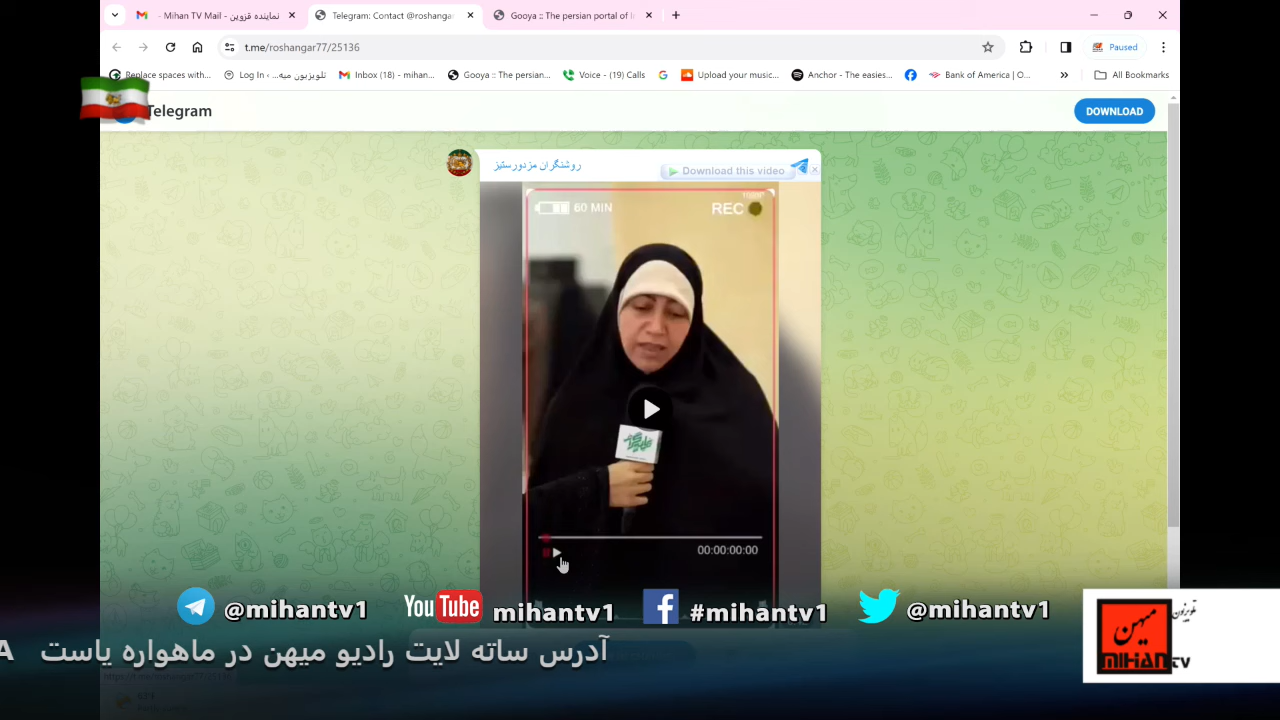 نماینده قزوین - Mihan TV Mail -
Telegram: Contact @roshangar
Gooya :: The persian portal of I
t.me/roshangar77/25136
Paused
Replace spaces with...
Log In ‹ تلویزیون میه...
Inbox (18) - mihan...
Gooya :: The persian...
Voice - (19) Calls
Upload your music...
Anchor - The easies...
Bank of America | O...
All Bookmarks
Telegram
DOWNLOAD
روشنگران مزدورستیز
Download this video
60 MIN
REC
00:00:00:00
@mihantv1
YouTube mihantv1
#mihantv1
@mihantv1
آدرس ساته لایت رادیو میهن در ماهواره یاست A
تلویزیون
میهن
MIHAN TV